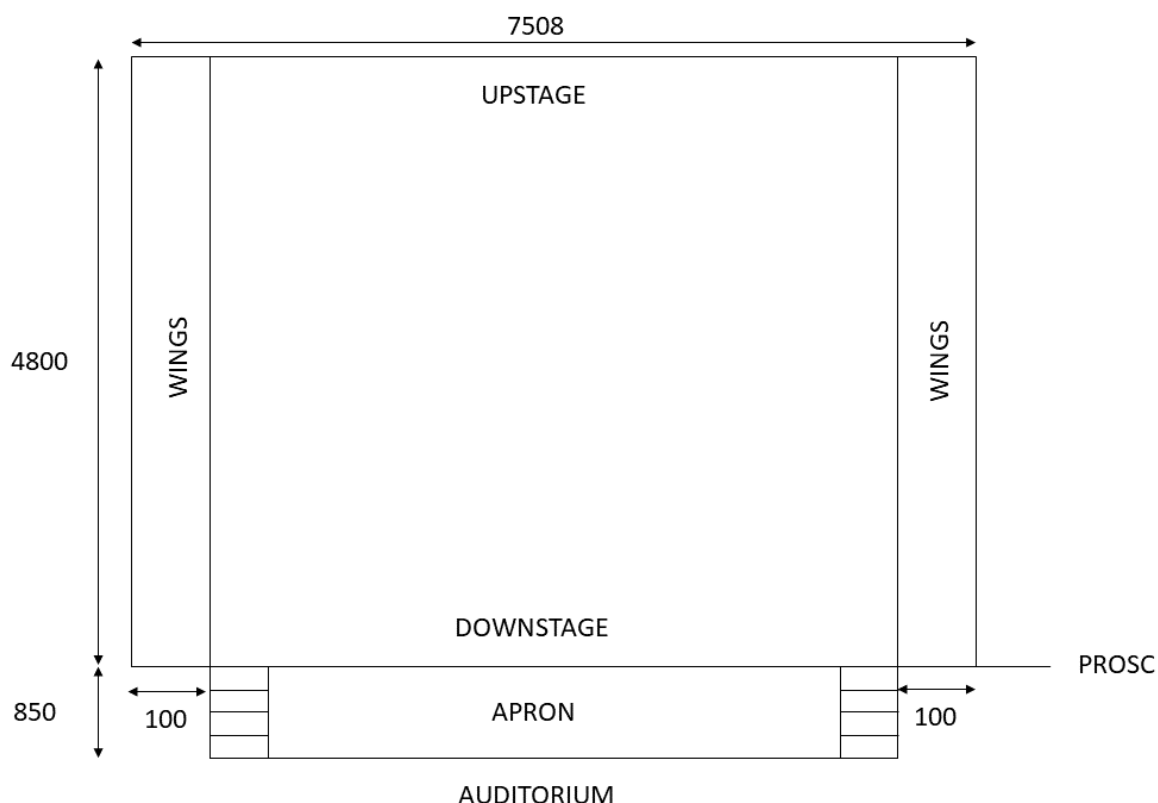 7508
UPSTAGE
WINGS
WINGS
4800
DOWNSTAGE
PROSC
850
100
APRON
100
AUDITORIUM